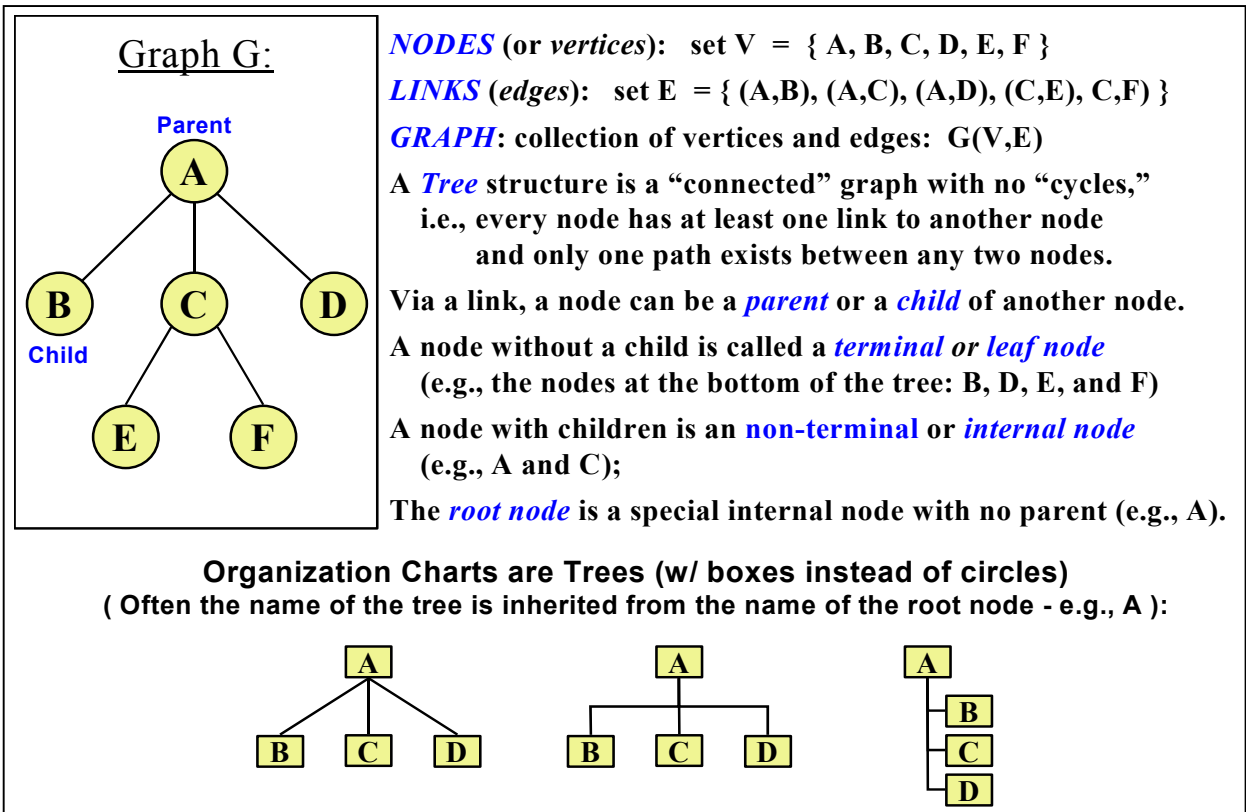 Graph G:
Parent
A
B
C
D
Child
E
F
NODES (or vertices): set V = { A, B, C, D, E, F }
LINKS (edges): set E = { (A,B), (A,C), (A,D), (C,E), C,F) }
GRAPH: collection of vertices and edges: G(V,E)
A Tree structure is a “connected” graph with no “cycles,”
i.e., every node has at least one link to another node
and only one path exists between any two nodes.
Via a link, a node can be a parent or a child of another node.
A node without a child is called a terminal or leaf node
(e.g., the nodes at the bottom of the tree: B, D, E, and F)
A node with children is an non-terminal or internal node
(e.g., A and C);
The root node is a special internal node with no parent (e.g., A).
Organization Charts are Trees (w/ boxes instead of circles)
( Often the name of the tree is inherited from the name of the root node - e.g., A ):
A
B C D
A
B C D
A
B
C
D